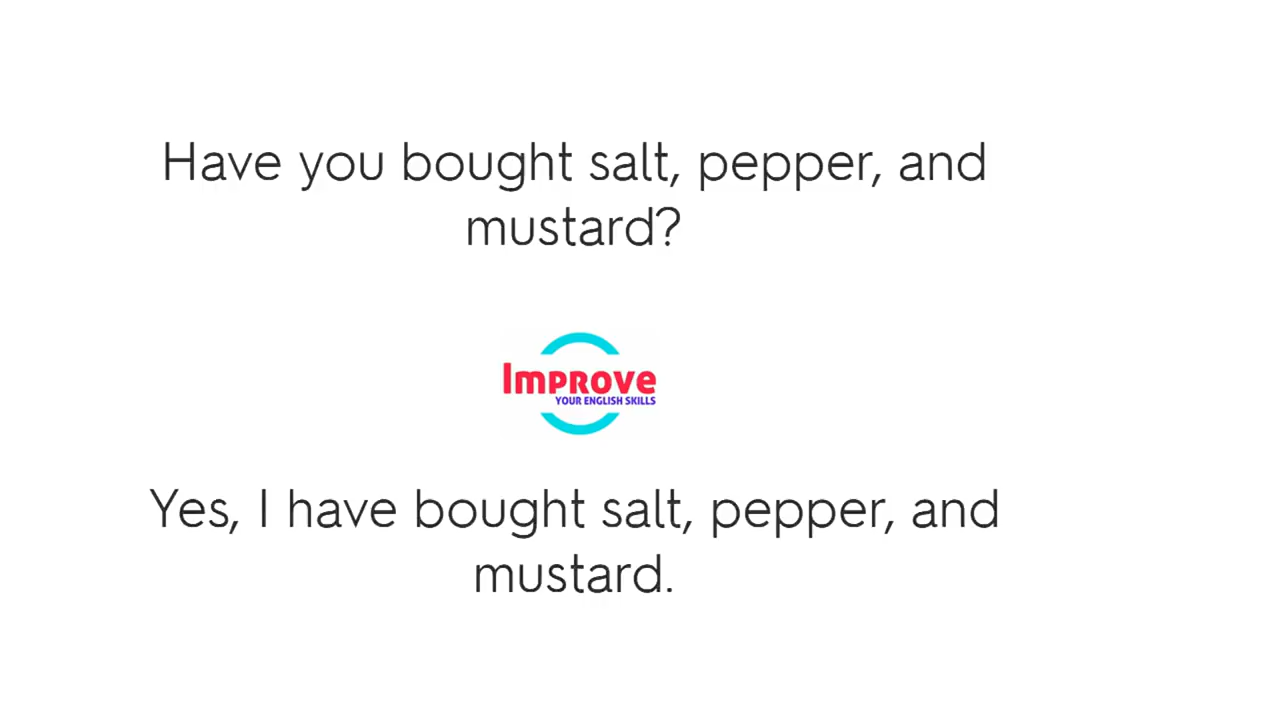 Have you bought salt, pepper, and
mustard?
Improve
YOUR ENGLISH SKILLS
Yes, I have bought salt, pepper, and
mustard.